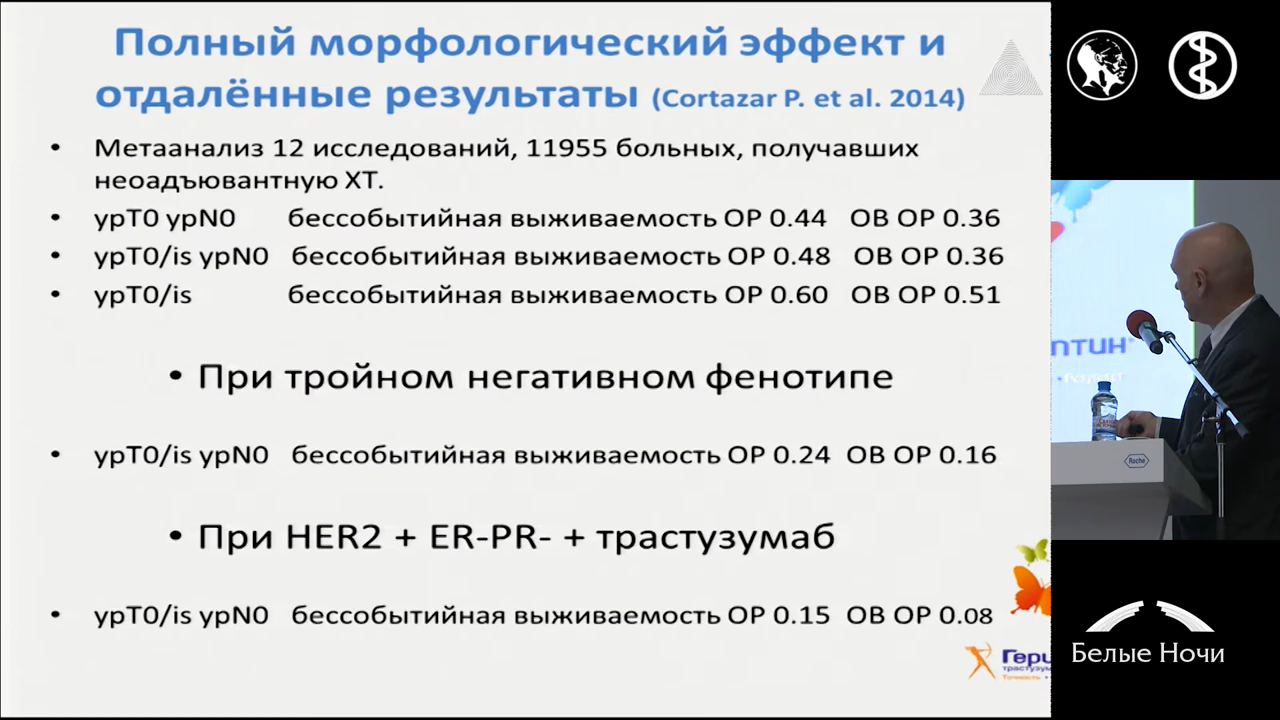 Полный морфологический эффект и
отдалённые результаты (Cortazar P. et al. 2014)
• Метаанализ 12 исследований, 11955 больных, получавших
неоадъювантную ХТ.
• ypT0 ypN0 бессобытийная выживаемость ОР 0.44 ОВ ОР 0.36
• ypT0/is ypN0 бессобытийная выживаемость ОР 0.48 ОВ ОР 0.36
• ypT0/is бессобытийная выживаемость ОР 0.60 ОВ ОР 0.51
• При тройном негативном фенотипе
• ypT0/is ypN0 бессобытийная выживаемость ОР 0.24 ОВ ОР 0.16
• При HER2 + ER-PR- + трастузумаб
• ypT0/is ypN0 бессобытийная выживаемость ОР 0.15 ОВ ОР 0.08
Герц
трастузум
Точность •
птин®
Roche
Белые Ночи